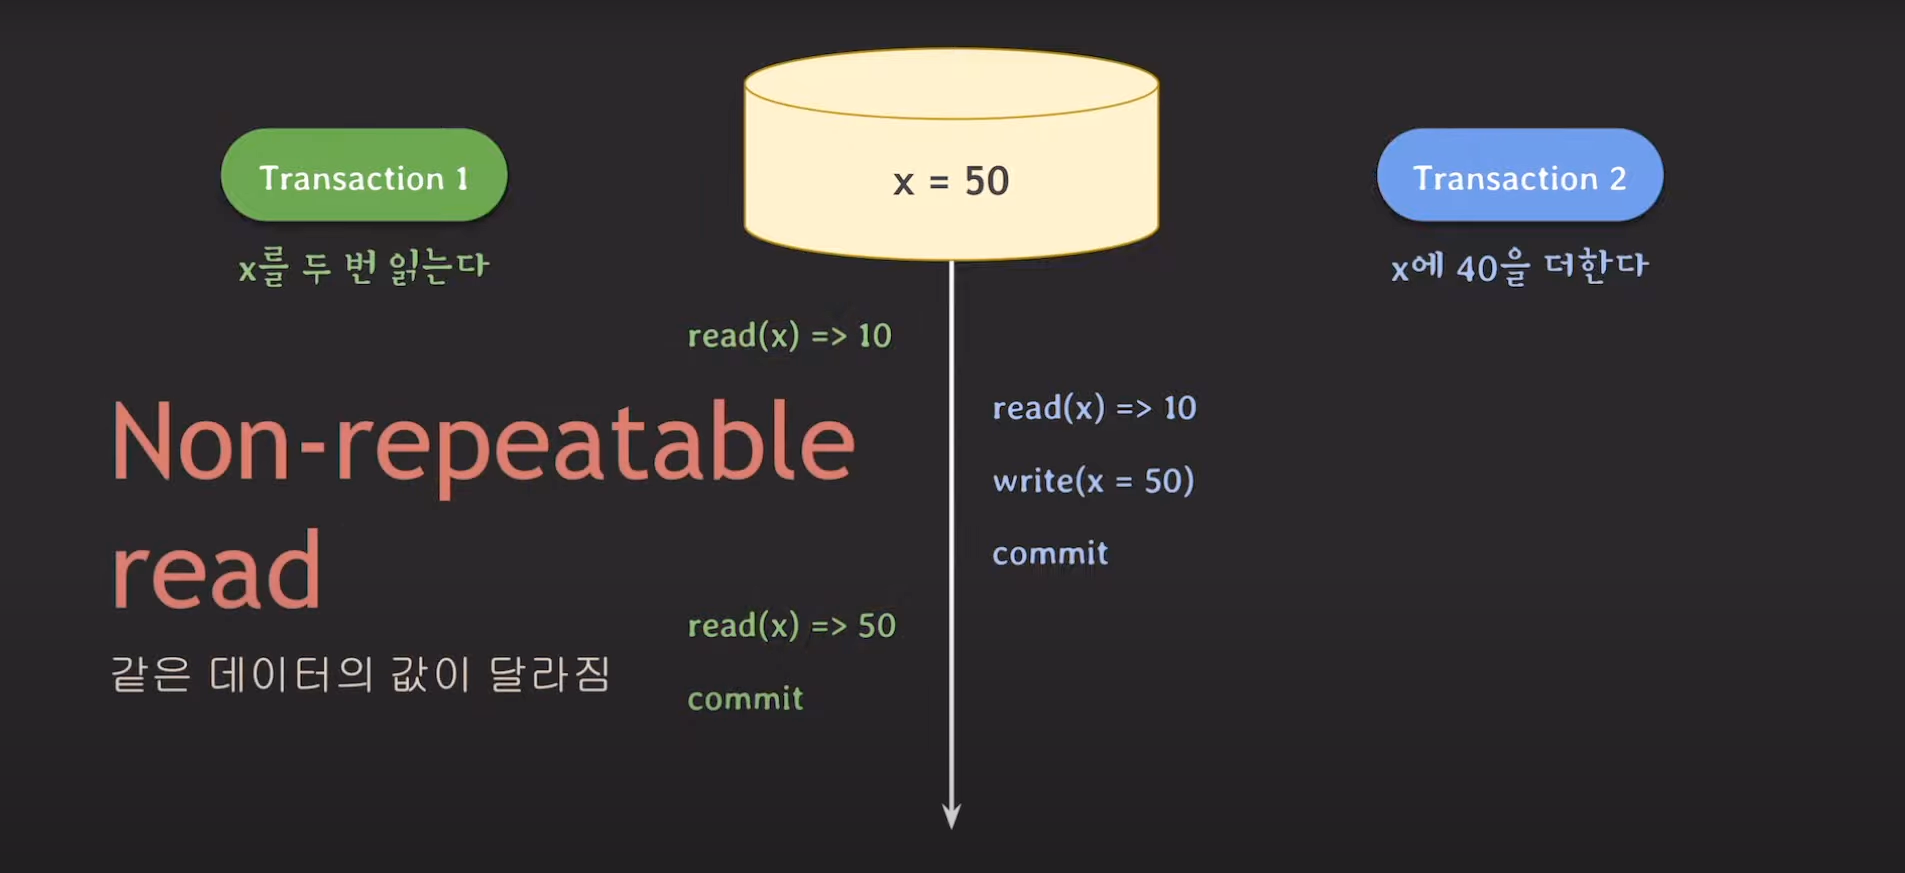 x = 50
Transaction 1
x를 두 번 읽는다
Transaction 2
x에 40을 더한다
read(x) => 10
read(x) => 10
write(x = 50)
commit
Non-repeatable
read
같은 데이터의 값이 달라짐
read(x) => 50
commit